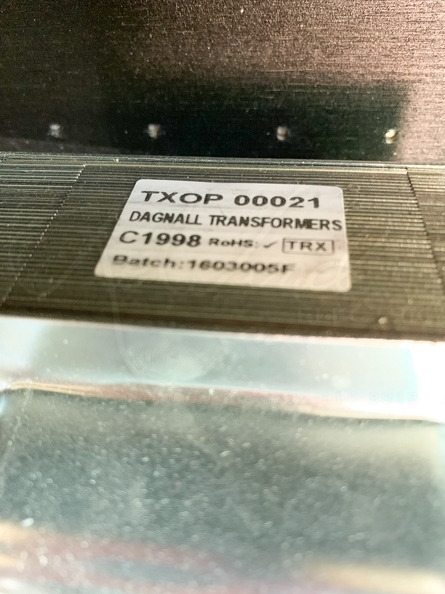 TXOP 00021
DAGNALL TRANSFORMERS
C1998 RoHS:✓ TRX
Batch:1603005F